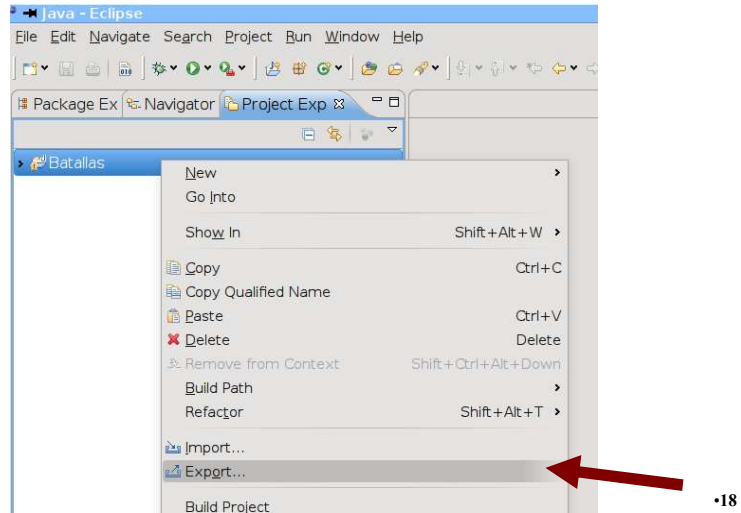 Java - Eclipse
File Edit Navigate Search Project Run Window Help
Package Ex Navigator Project Exp
Batallas
New
Go Into
Show In Shift+Alt+W
Copy Ctrl+C
Copy Qualified Name
Paste Ctrl+V
Delete Delete
Remove from Context Shift+Ctrl+Alt+Down
Build Path
Refactor Shift+Alt+T
Import...
Export...
Build Project
•18